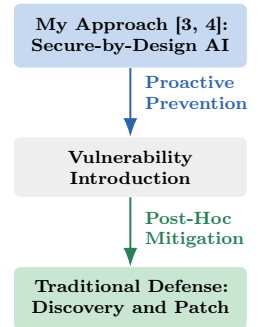 My Approach [3, 4]:
Secure-by-Design AI
Proactive
Prevention
Vulnerability
Introduction
Post-Hoc
Mitigation
Traditional Defense:
Discovery and Patch